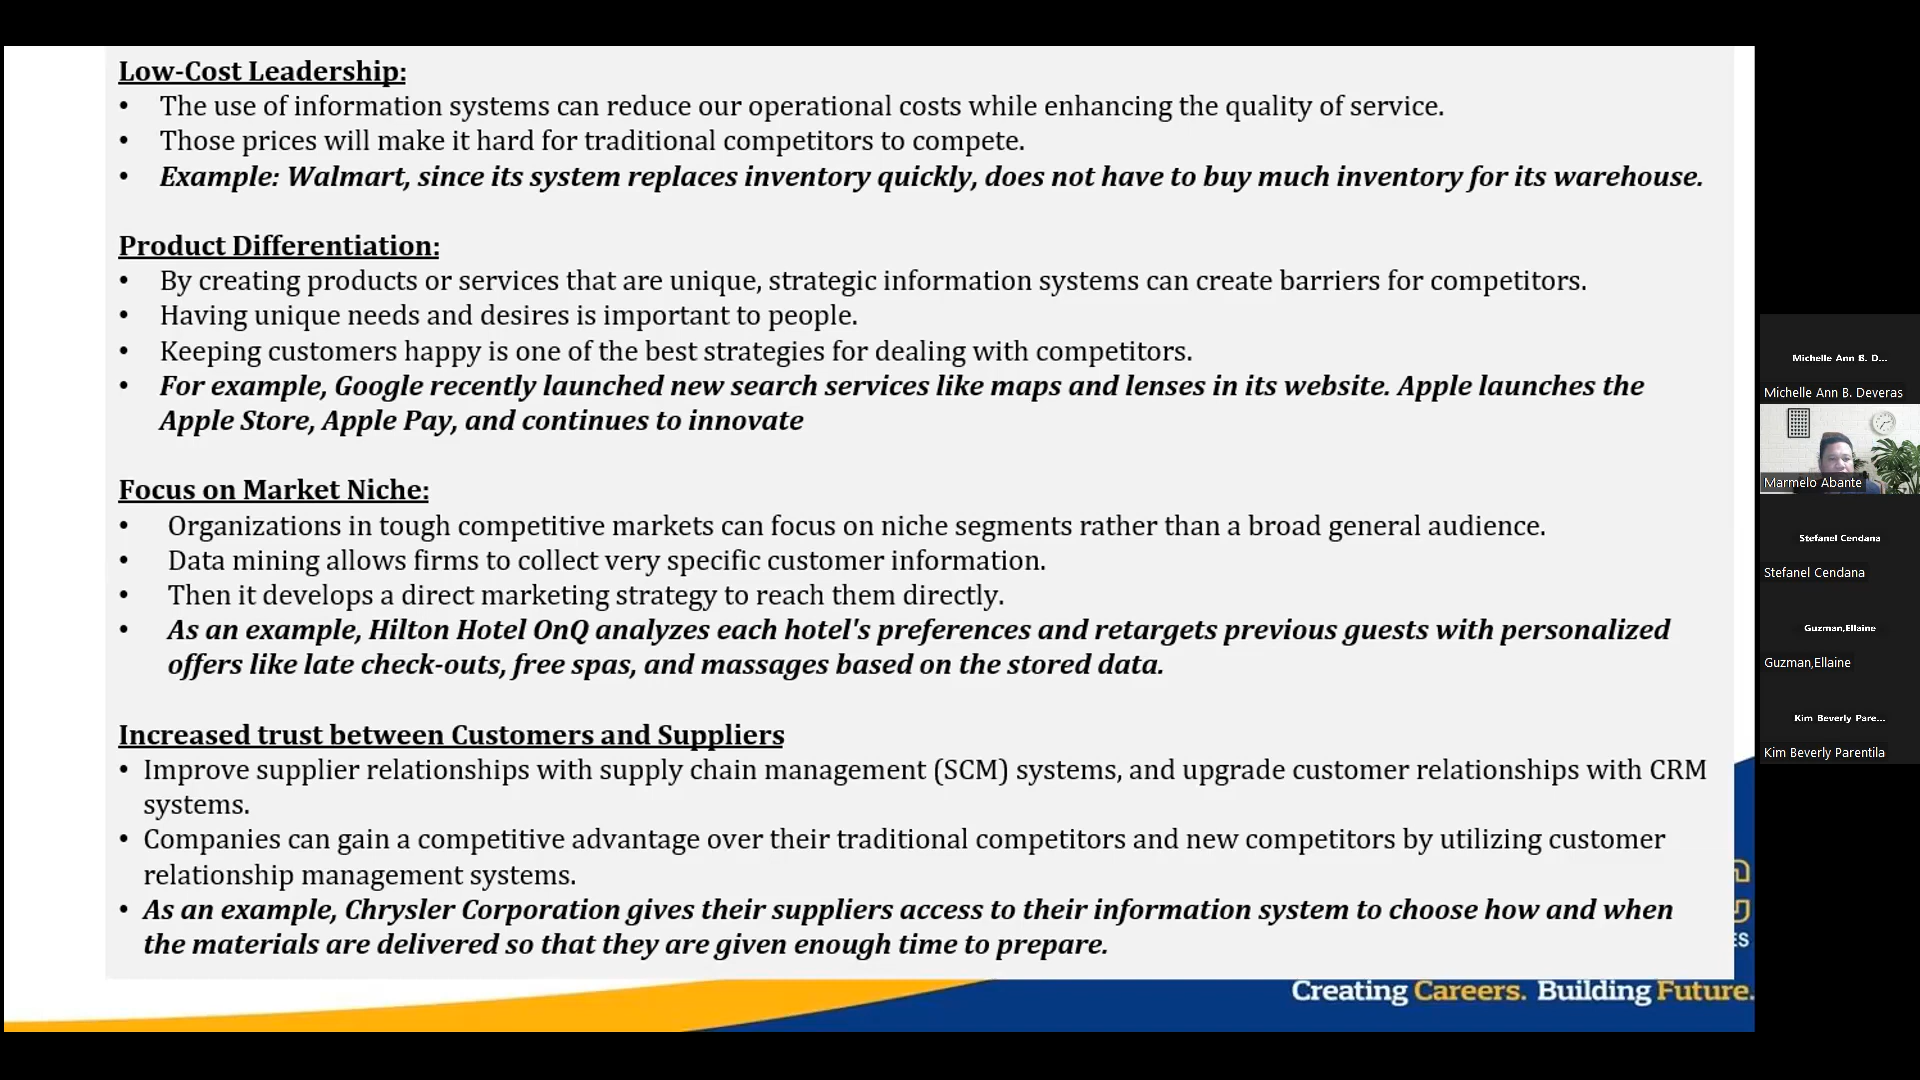 Low-Cost Leadership:
• The use of information systems can reduce our operational costs while enhancing the quality of service.
• Those prices will make it hard for traditional competitors to compete.
• Example: Walmart, since its system replaces inventory quickly, does not have to buy much inventory for its warehouse.
Product Differentiation:
• By creating products or services that are unique, strategic information systems can create barriers for competitors.
• Having unique needs and desires is important to people.
• Keeping customers happy is one of the best strategies for dealing with competitors.
• For example, Google recently launched new search services like maps and lenses in its website. Apple launches the
Apple Store, Apple Pay, and continues to innovate
Focus on Market Niche:
• Organizations in tough competitive markets can focus on niche segments rather than a broad general audience.
• Data mining allows firms to collect very specific customer information.
• Then it develops a direct marketing strategy to reach them directly.
• As an example, Hilton Hotel OnQ analyzes each hotel's preferences and retargets previous guests with personalized
offers like late check-outs, free spas, and massages based on the stored data.
Increased trust between Customers and Suppliers
• Improve supplier relationships with supply chain management (SCM) systems, and upgrade customer relationships with CRM
systems.
• Companies can gain a competitive advantage over their traditional competitors and new competitors by utilizing customer
relationship management systems.
• As an example, Chrysler Corporation gives their suppliers access to their information system to choose how and when
the materials are delivered so that they are given enough time to prepare.
ES
Creating Careers. Building Future.
Michelle Ann B. D...
Michelle Ann B. Deveras
Marmelo Abante
Stefanel Cendana
Stefanel Cendana
Guzman,Ellaine
Guzman,Ellaine
Kim Beverly Pare...
Kim Beverly Parentila